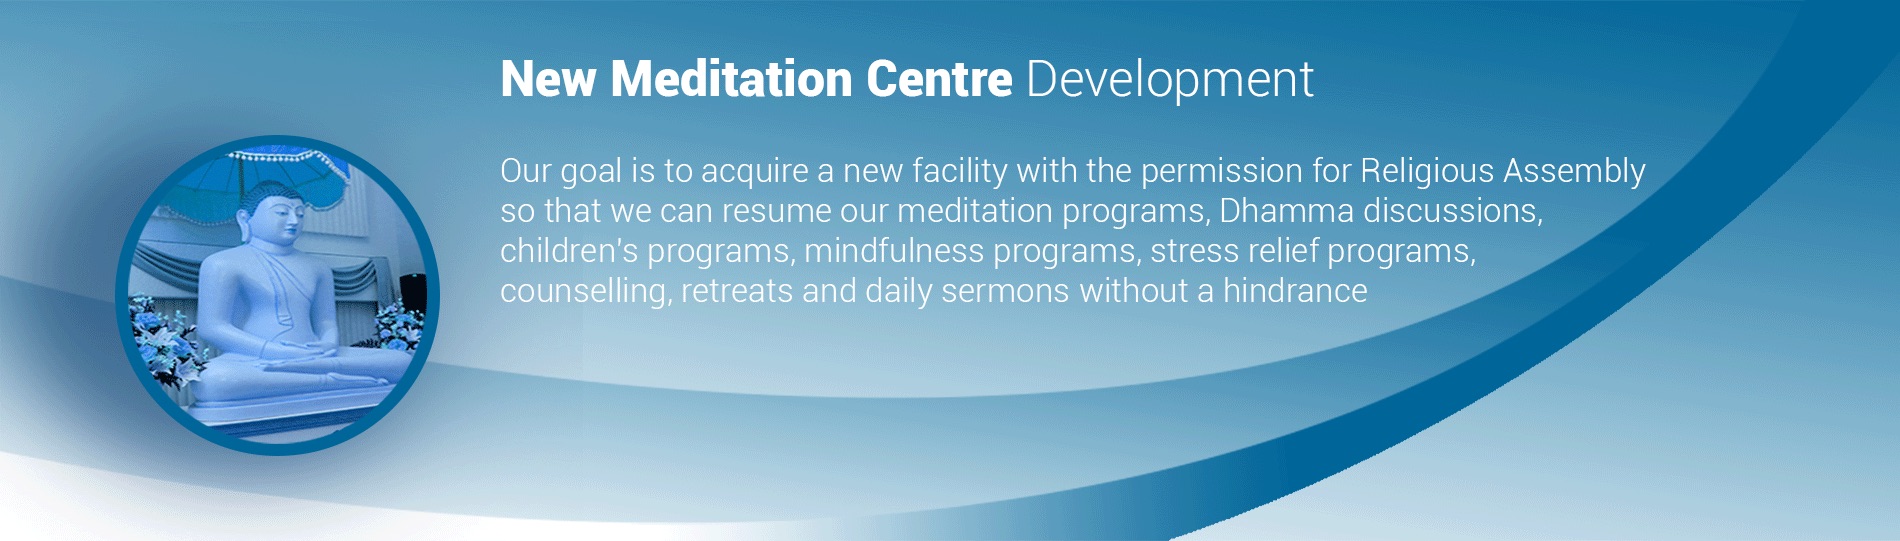 New Meditation Centre Development
Our goal is to acquire a new facility with the permission for Religious Assembly
so that we can resume our meditation programs, Dhamma discussions,
children's programs, mindfulness programs, stress relief programs,
counselling, retreats and daily sermons without a hindrance